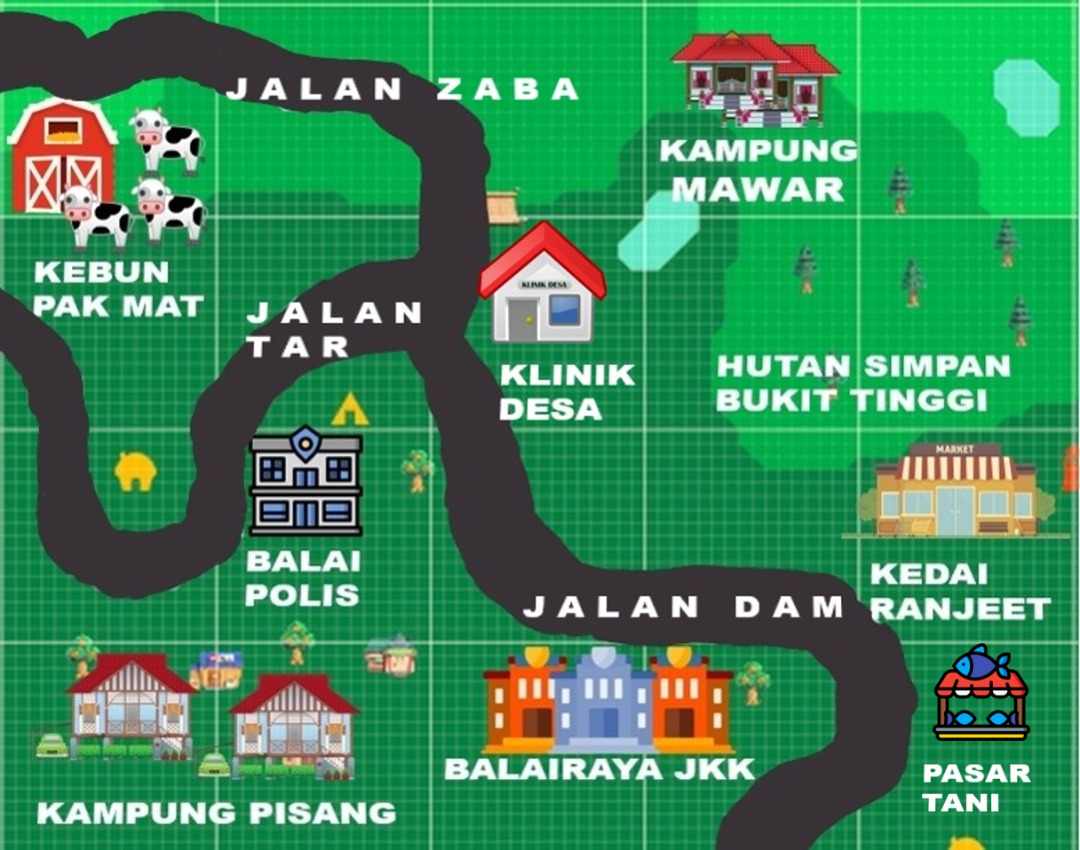 JALAN ZABA
KAMPUNG
MAWAR
KEBUN
PAK MAT
JALAN
TAR
KLINIK DESA
KLINIK
DESA
HUTAN SIMPAN
BUKIT TINGGI
MARKET
BALAI
POLIS
KEDAI
RANJEET
JALAN DAM
BALAIRAYA JKK
PASAR
TANI
KAMPUNG PISANG